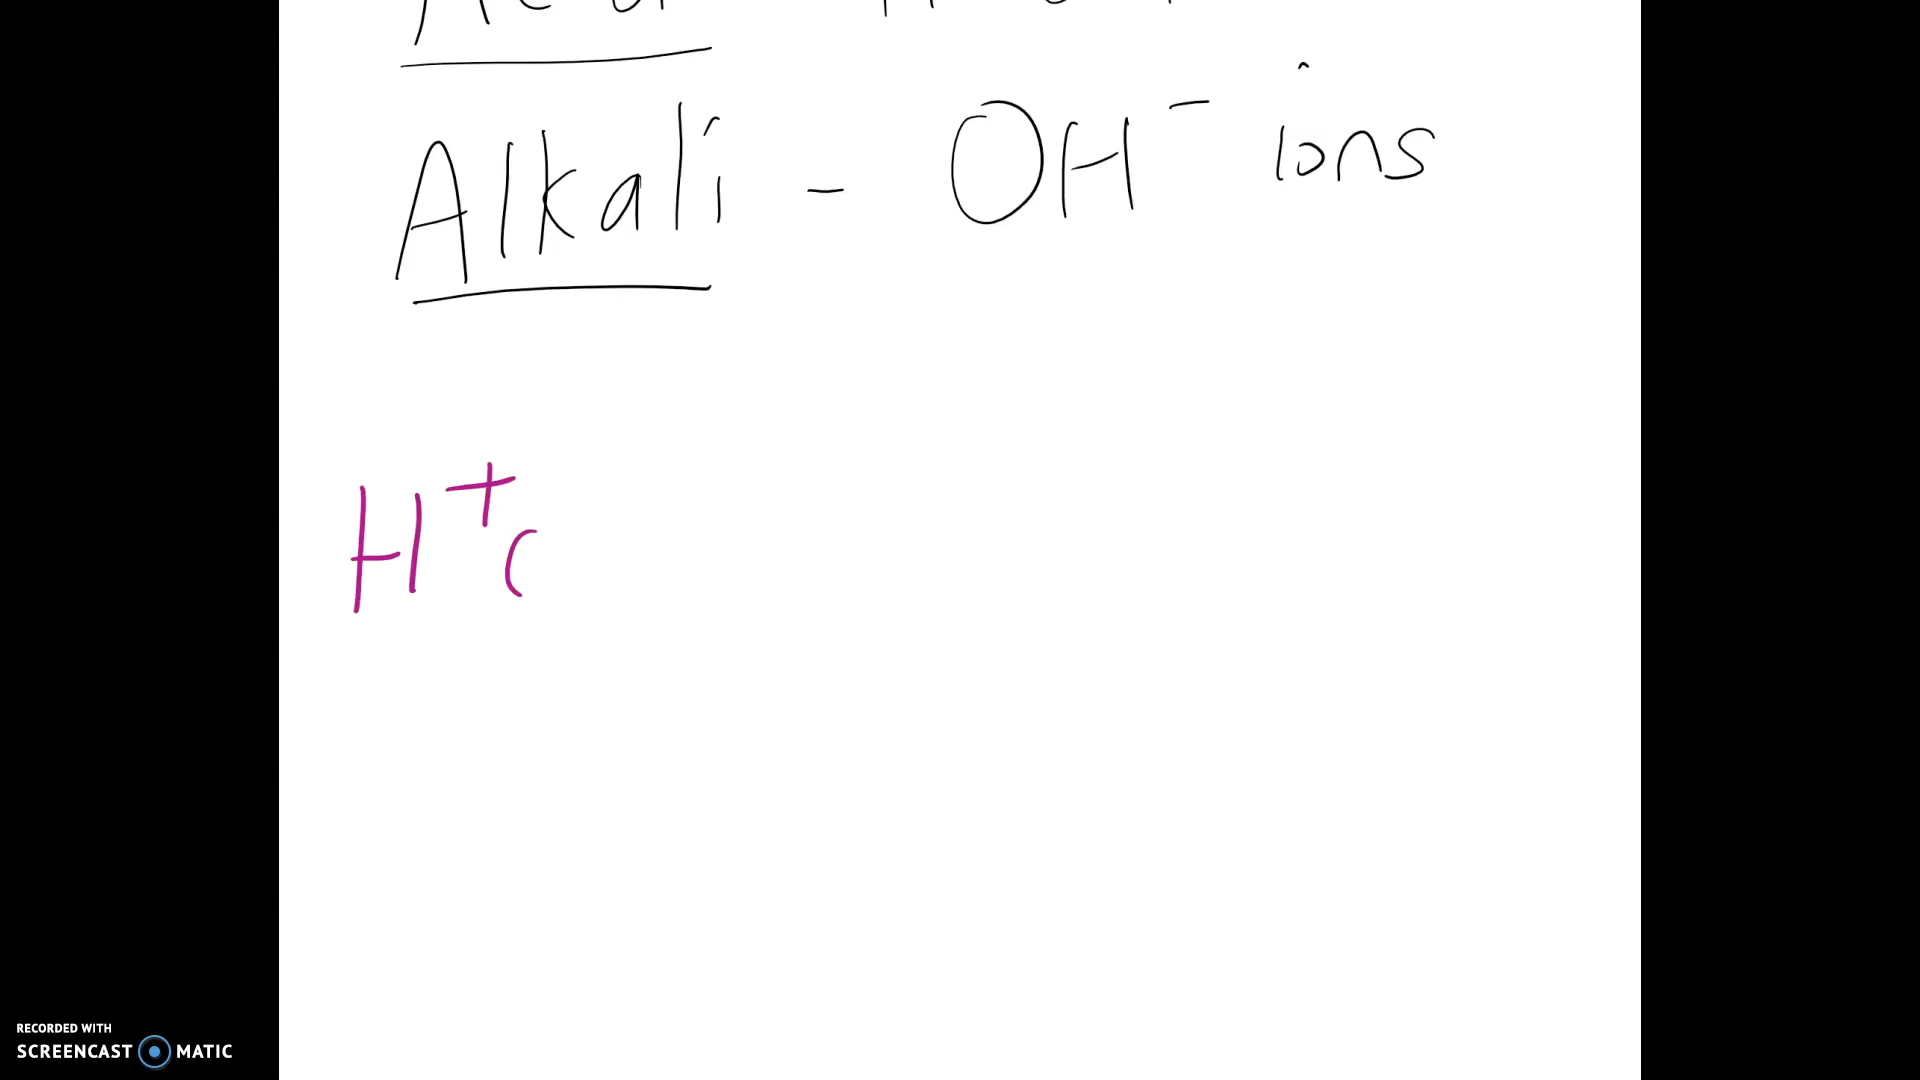 Alkali - OH⁻ ions
H⁺(
RECORDED WITH
SCREENCAST MATIC